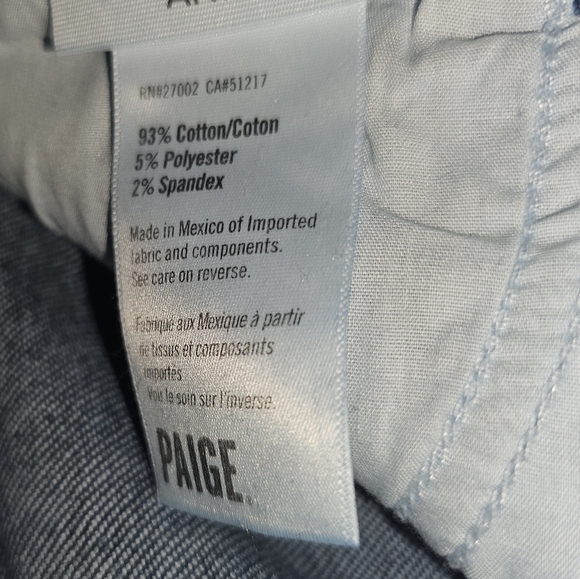 RN#27002 CA#51217
93% Cotton/Coton
5% Polyester
2% Spandex
Made in Mexico of Imported
fabric and components.
See care on reverse.
Fabriqué aux Mexique à partir
de tissus et composants
importés
Voir le soin sur l'inverse.
PAIGE